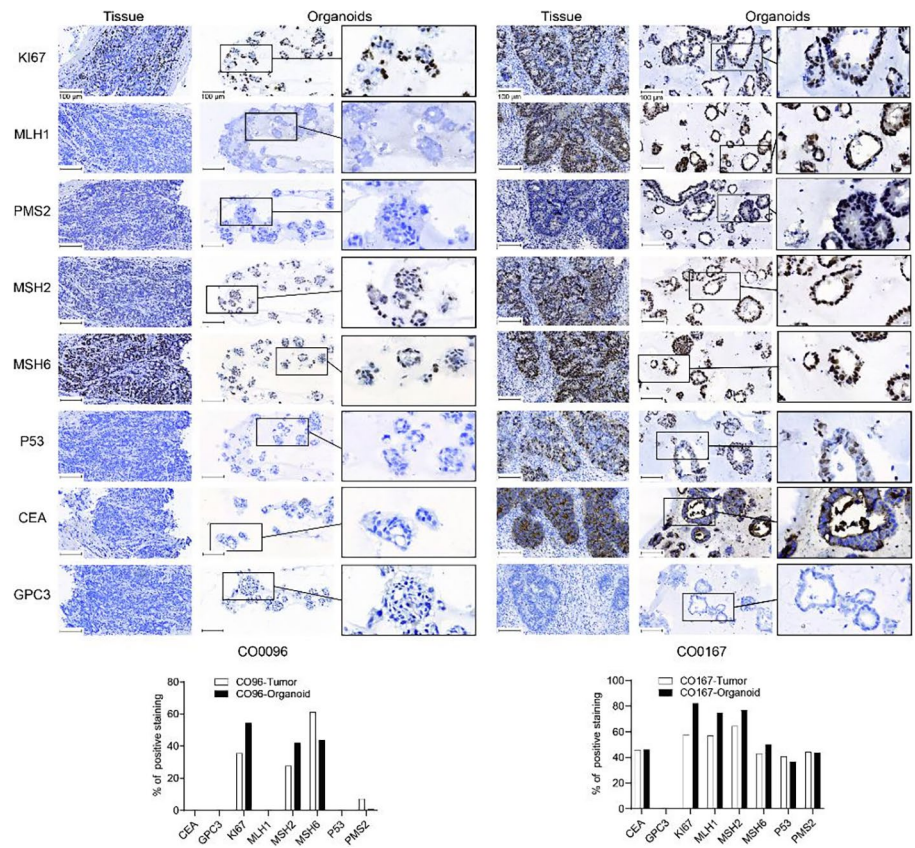 Tissue Organoids Tissue Organoids
KI67
100 μm 100 μm 100 μm 100 μm
MLH1
PMS2
MSH2
MSH6
P53
CEA
GPC3
CO0096 CO0167
CO96-Tumor
CO96-Organoid
% of positive staining
80
60
40
20
0
CEA GPC3 KI67 MLH1 MSH2 MSH6 P53 PMS2
CO167-Tumor
CO167-Organoid
% of positive staining
100
80
60
40
20
0
CEA GPC3 KI67 MLH1 MSH2 MSH6 P53 PMS2